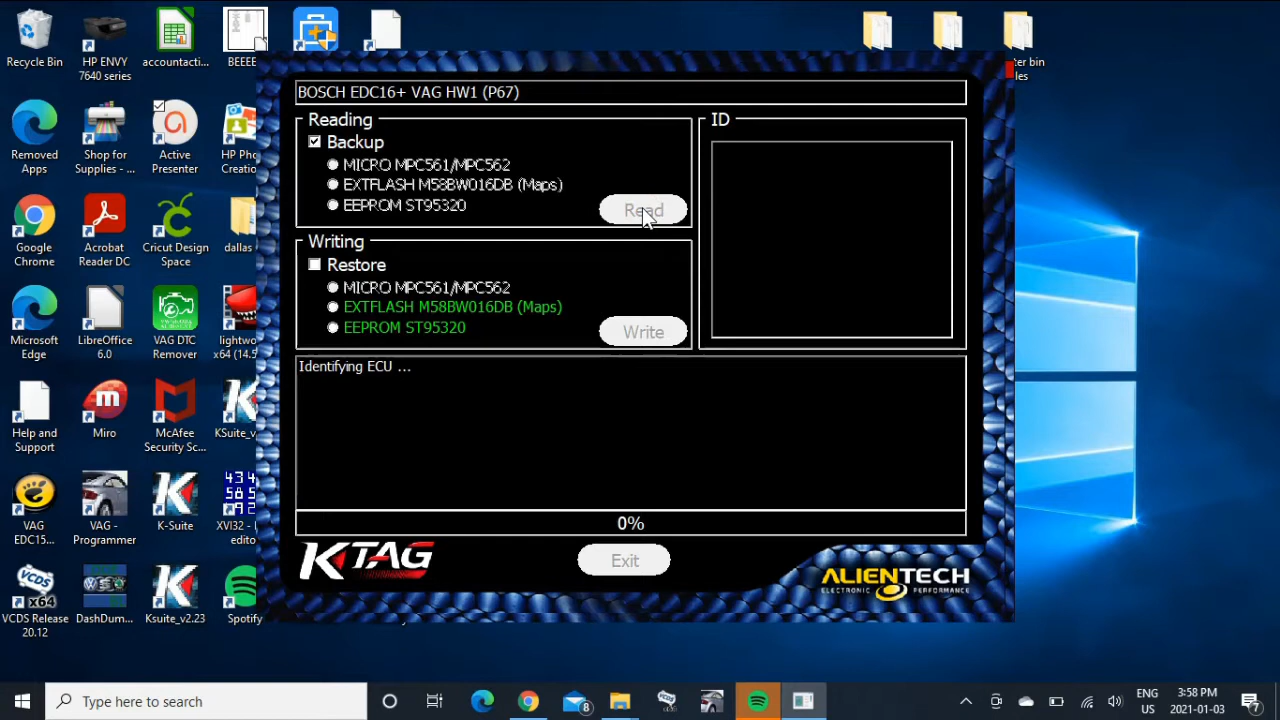 Recycle Bin
HP ENVY
7640 series
accountacti...
BEEEE
ter bin
les
Removed
Apps
Shop for
Supplies - ...
Active
Presenter
HP Ph
Creatio
Google
Chrome
Acrobat
Reader DC
Cricut Design
Space
dallas
Microsoft
Edge
LibreOffice
6.0
VAG DTC
Remover
lightwo
x64 (14.5
Help and
Support
Miro
McAfee
Security Sc...
KSuite_v
VAG
EDC15...
VAG -
Programmer
K-Suite
XVI32 -
edito
VCDS
x64
VCDS Release
20.12
DashDum...
Ksuite_v2.23
Spotify
BOSCH EDC16+ VAG HW1 (P67)
Reading
Backup
MICRO MPC561/MPC562
EXTFLASH M58BW016DB (Maps)
EEPROM ST95320
Read
ID
Writing
Restore
MICRO MPC561/MPC562
EXTFLASH M58BW016DB (Maps)
EEPROM ST95320
Write
Identifying ECU ...
0%
KTAG
Exit
ALIENTECH
ELECTRONIC PERFORMANCE
Type here to search
8
ENG
US
3:58 PM
2021-01-03
7